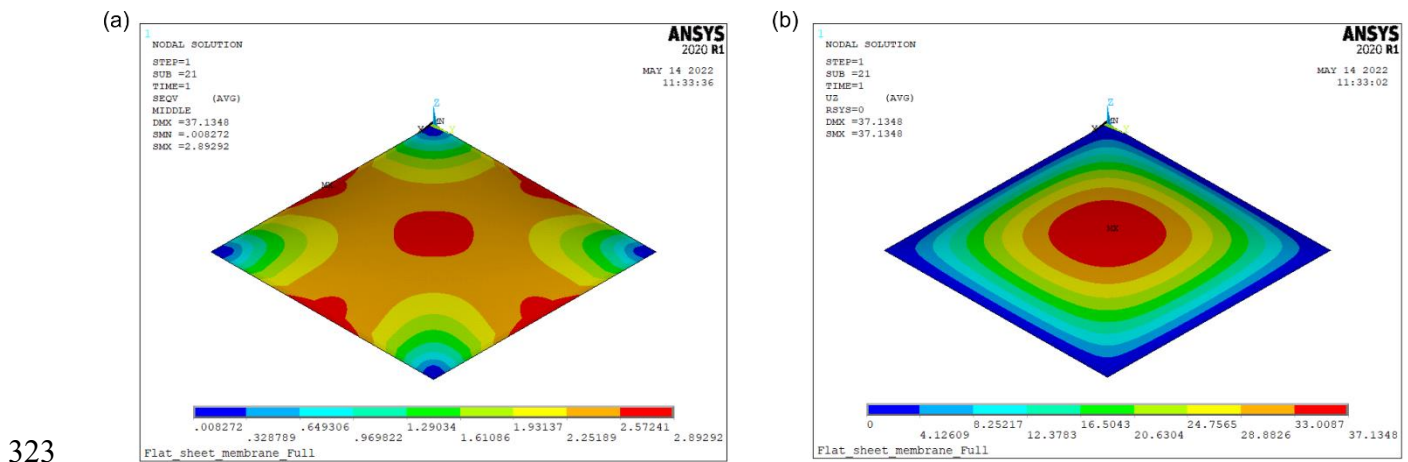 (a)
1
NODAL SOLUTION
STEP=1
SUB =21
TIME=1
SEQV (AVG)
MIDDLE
DMX =37.1348
SMN =.008272
SMX =2.89292
ANSYS
2020 R1
MAY 14 2022
11:33:36
Z
MN
X Y
MX
.008272 .649306 1.29034 1.93137 2.57241
.328789 .969822 1.61086 2.25189 2.89292
Flat_sheet_membrane_Full
(b)
1
NODAL SOLUTION
STEP=1
SUB =21
TIME=1
UZ (AVG)
RSYS=0
DMX =37.1348
SMX =37.1348
ANSYS
2020 R1
MAY 14 2022
11:33:02
Z
MN
X Y
MX
0 8.25217 16.5043 24.7565 33.0087
4.12609 12.3783 20.6304 28.8826 37.1348
Flat_sheet_membrane_Full
323